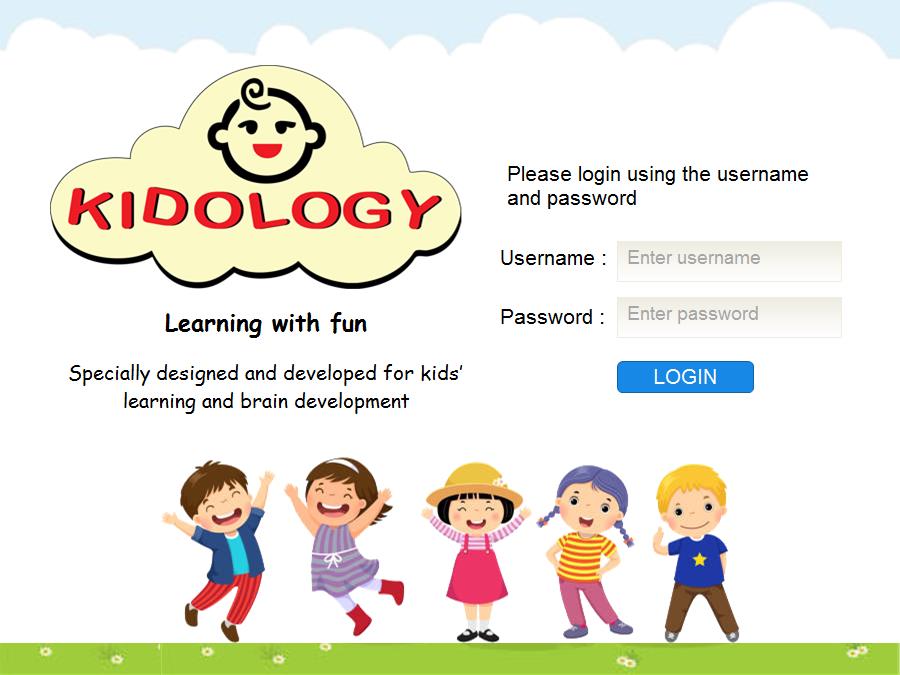 KIDOLOGY
Learning with fun
Specially designed and developed for kids'
learning and brain development
Please login using the username
and password
Username : Enter username
Password : Enter password
LOGIN